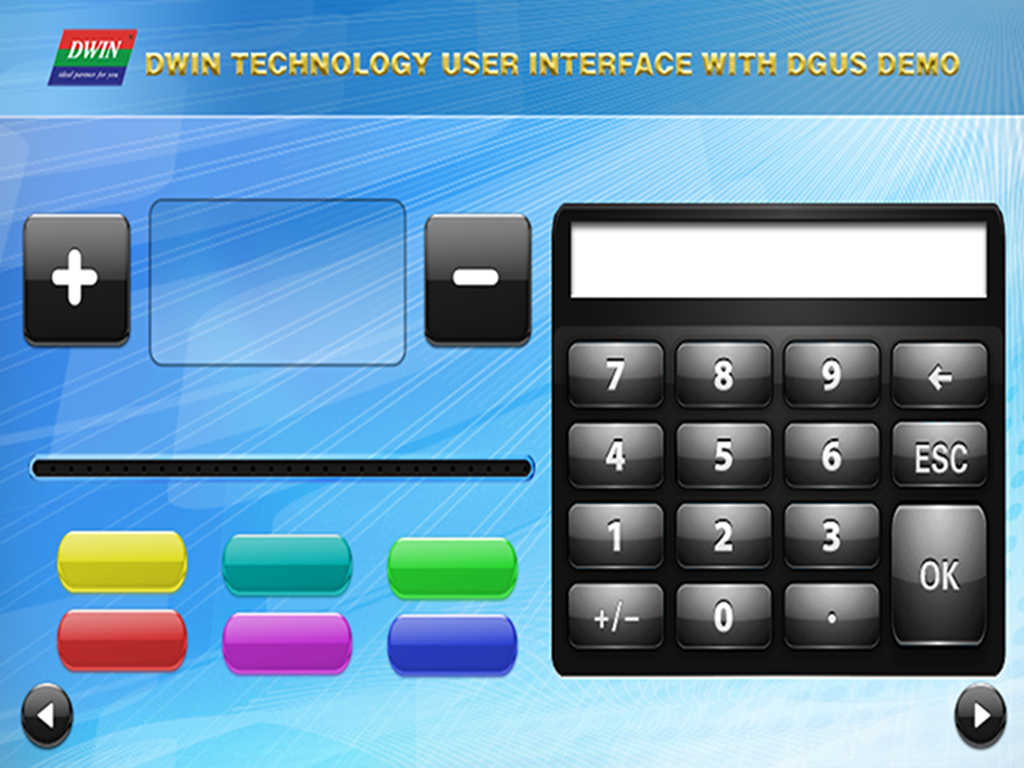 DWIN
ideal partner for you
DWIN TECHNOLOGY USER INTERFACE WITH DGUS DEMO
+
−
7 8 9 ←
4 5 6 ESC
1 2 3
OK
+/− 0 .